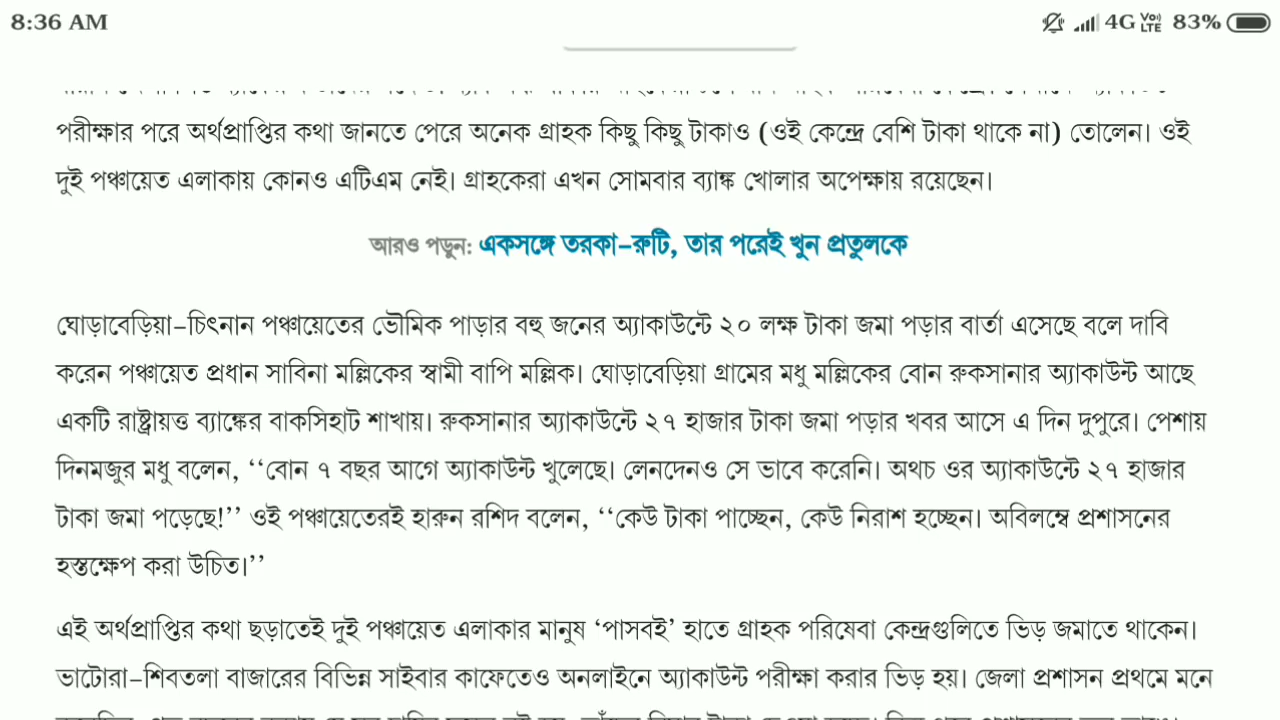 8:36 AM
4G Vo) LTE 83%
পরীক্ষার পরে অর্থপ্রাপ্তির কথা জানতে পেরে অনেক গ্রাহক কিছু কিছু টাকাও (ওই কেন্দ্রে বেশি টাকা থাকে না) তোলেন। ওই
দুই পঞ্চায়েত এলাকায় কোনও এটিএম নেই। গ্রাহকেরা এখন সোমবার ব্যাঙ্ক খোলার অপেক্ষায় রয়েছেন।
আরও পড়ুন: একসঙ্গে তরকা-রুটি, তার পরেই খুন প্রতুলকে
ঘোড়াবেড়িয়া-চিৎনান পঞ্চায়েতের ভৌমিক পাড়ার বহু জনের অ্যাকাউন্টে ২০ লক্ষ টাকা জমা পড়ার বার্তা এসেছে বলে দাবি
করেন পঞ্চায়েত প্রধান সাবিনা মল্লিকের স্বামী বাপি মল্লিক। ঘোড়াবেড়িয়া গ্রামের মধু মল্লিকের বোন রুকসানার অ্যাকাউন্ট আছে
একটি রাষ্ট্রায়ত্ত ব্যাঙ্কের বাকসিহাট শাখায়। রুকসানার অ্যাকাউন্টে ২৭ হাজার টাকা জমা পড়ার খবর আসে এ দিন দুপুরে। পেশায়
দিনমজুর মধু বলেন, ‘‘বোন ৭ বছর আগে অ্যাকাউন্ট খুলেছে। লেনদেনও সে ভাবে করেনি। অথচ ওর অ্যাকাউন্টে ২৭ হাজার
টাকা জমা পড়েছে!’’ ওই পঞ্চায়েতেরই হারুন রশিদ বলেন, ‘‘কেউ টাকা পাচ্ছেন, কেউ নিরাশ হচ্ছেন। অবিলম্বে প্রশাসনের
হস্তক্ষেপ করা উচিত।’’
এই অর্থপ্রাপ্তির কথা ছড়াতেই দুই পঞ্চায়েত এলাকার মানুষ ‘পাসবই’ হাতে গ্রাহক পরিষেবা কেন্দ্রগুলিতে ভিড় জমাতে থাকেন।
ভাটোরা-শিবতলা বাজারের বিভিন্ন সাইবার কাফেতেও অনলাইনে অ্যাকাউন্ট পরীক্ষা করার ভিড় হয়। জেলা প্রশাসন প্রথমে মনে